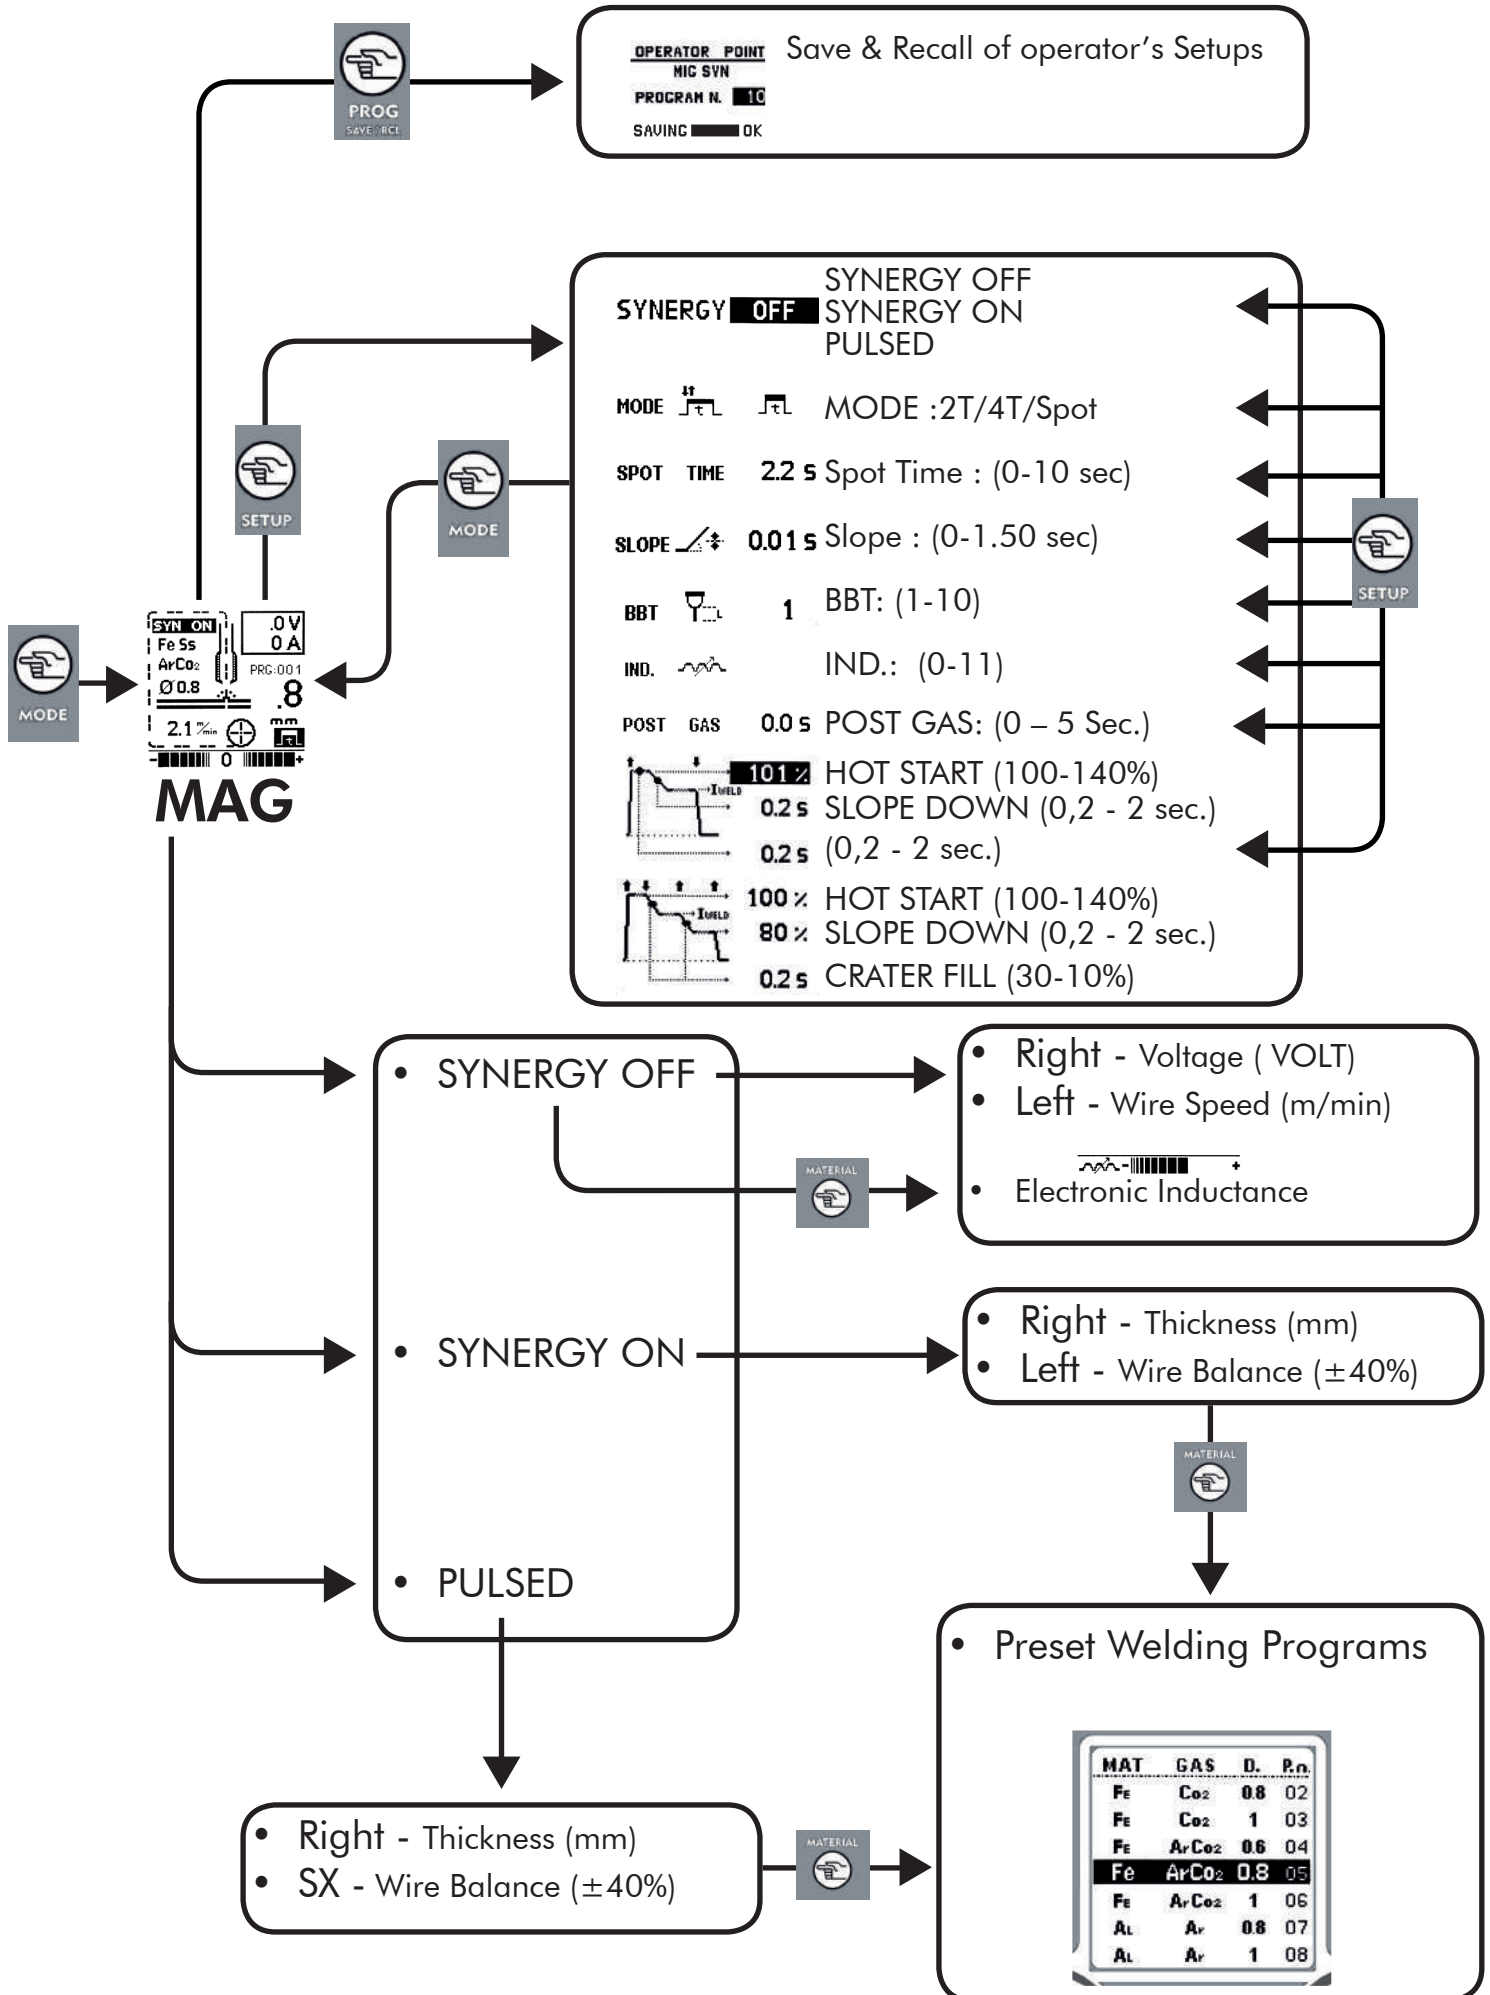 PROG
SAVE / RCL
OPERATOR POINT
MIG SYN
PROGRAM N. 10
SAVING OK
Save & Recall of operator's Setups
SYNERGY OFF
SYNERGY OFF
SYNERGY ON
PULSED
MODE t t MODE :2T/4T/Spot
SPOT TIME 2.2 s Spot Time : (0-10 sec)
SLOPE 0.01 s Slope : (0-1.50 sec)
BBT 1 BBT: (1-10)
IND. IND.: (0-11)
POST GAS 0.0 s POST GAS: (0 – 5 Sec.)
101 % HOT START (100-140%)
IWELD
0.2 s SLOPE DOWN (0,2 - 2 sec.)
0.2 s (0,2 - 2 sec.)
100 % HOT START (100-140%)
IWELD
80 % SLOPE DOWN (0,2 - 2 sec.)
0.2 s CRATER FILL (30-10%)
SETUP
MODE
SETUP
MODE
SYN ON .0 V
Fe Ss 0 A
ArCo2 PRG:001
Ø 0.8 .8
2.1 m/min mm
- 0 +
MAG
• SYNERGY OFF
• SYNERGY ON
• PULSED
• Right - Voltage ( VOLT)
• Left - Wire Speed (m/min)
- +
• Electronic Inductance
MATERIAL
• Right - Thickness (mm)
• Left - Wire Balance (±40%)
MATERIAL
• Preset Welding Programs
MAT GAS D. P.n.
FE Co2 0.8 02
FE Co2 1 03
FE ArCo2 0.6 04
Fe ArCo2 0.8 05
FE ArCo2 1 06
AL Ar 0.8 07
AL Ar 1 08
• Right - Thickness (mm)
• SX - Wire Balance (±40%)
MATERIAL